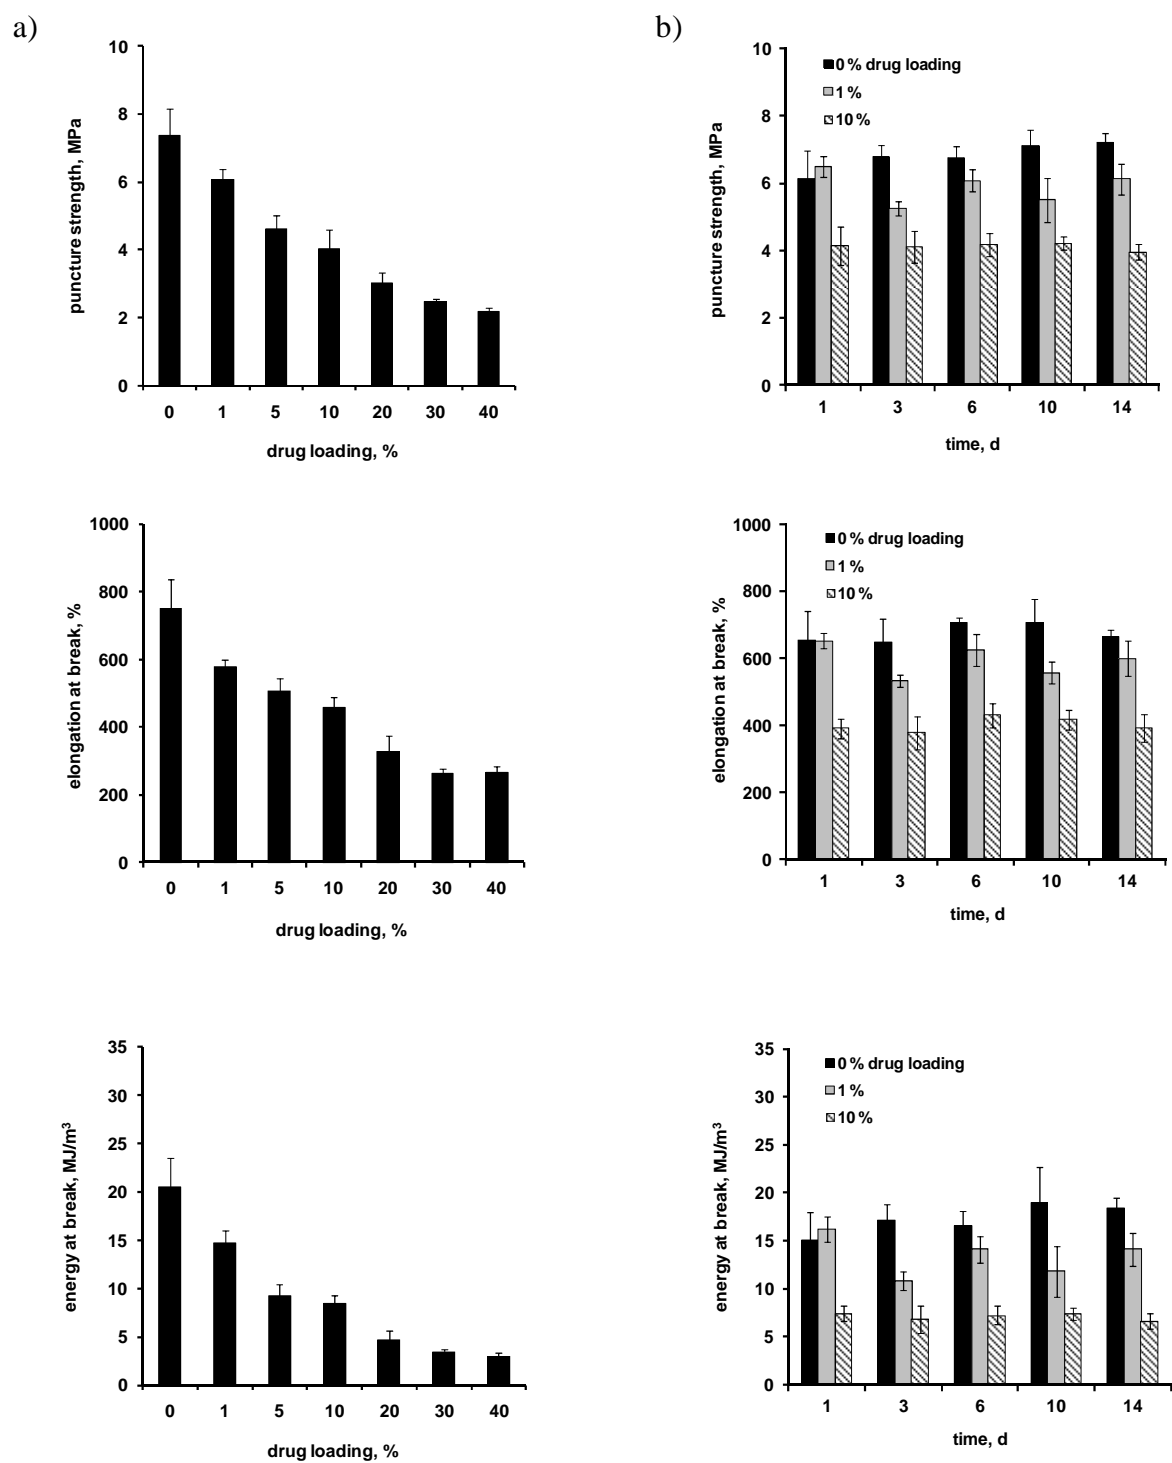 a)
puncture strength, MPa
10
8
6
4
2
0
0 1 5 10 20 30 40
drug loading, %
b)
puncture strength, MPa
10
8
6
4
2
0
0 % drug loading
1 %
10 %
1 3 6 10 14
time, d
elongation at break, %
1000
800
600
400
200
0
0 1 5 10 20 30 40
drug loading, %
elongation at break, %
1000
800
600
400
200
0
0 % drug loading
1 %
10 %
1 3 6 10 14
time, d
energy at break, MJ/m³
35
30
25
20
15
10
5
0
0 1 5 10 20 30 40
drug loading, %
energy at break, MJ/m³
35
30
25
20
15
10
5
0
0 % drug loading
1 %
10 %
1 3 6 10 14
time, d